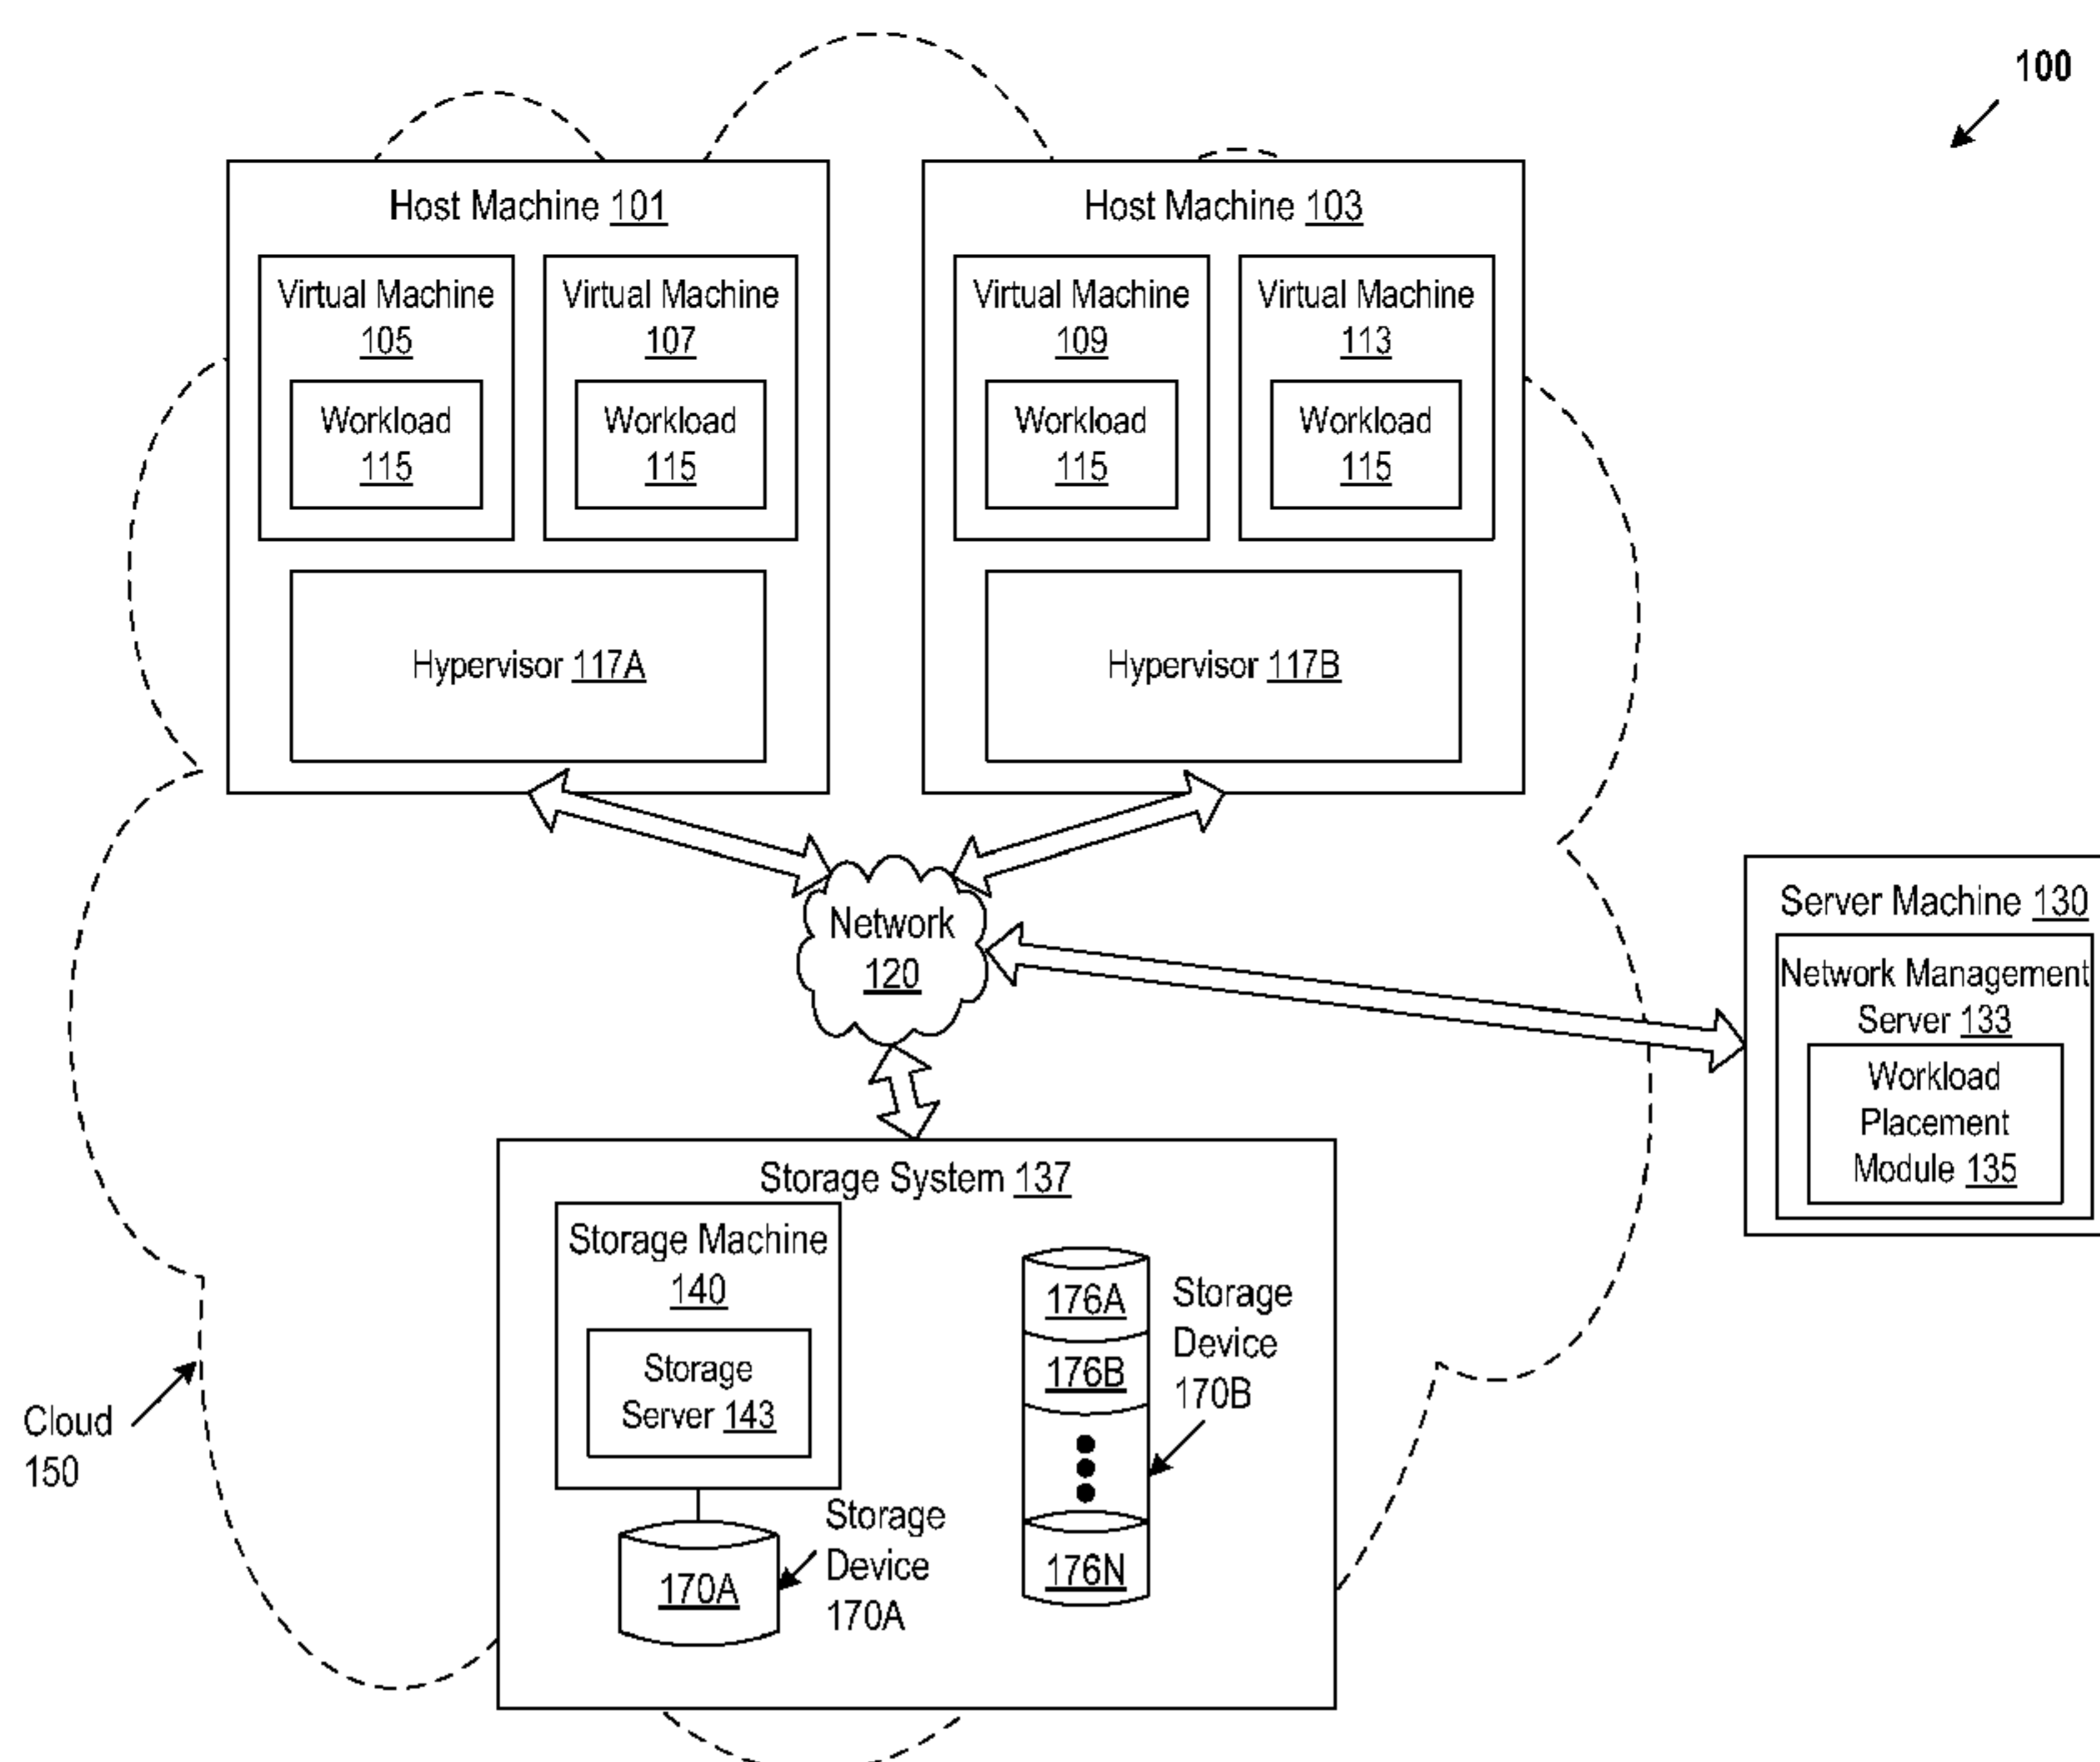 100
Host Machine 101
Virtual Machine
105
Workload
115
Virtual Machine
107
Workload
115
Hypervisor 117A
Host Machine 103
Virtual Machine
109
Workload
115
Virtual Machine
113
Workload
115
Hypervisor 117B
Network
120
Server Machine 130
Network Management
Server 133
Workload
Placement
Module 135
Storage System 137
Storage Machine
140
Storage
Server 143
170A
Storage
Device
170A
176A
176B
176N
Storage
Device
170B
Cloud
150